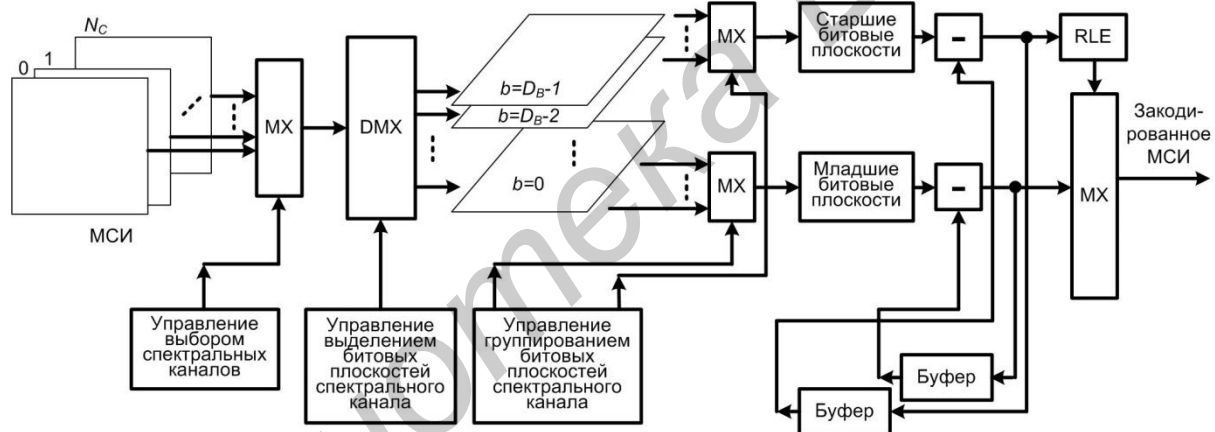 0 1 N_C
МСИ
MX
DMX
b=D_B-1
b=D_B-2
b=0
MX
MX
Старшие
битовые
плоскости
Младшие
битовые
плоскости
-
-
RLE
MX
Закоди-
рованное
МСИ
Управление
выбором
спектральных
каналов
Управление
выделением
битовых
плоскостей
спектрального
канала
Управление
группированием
битовых
плоскостей
спектрального
канала
Буфер
Буфер